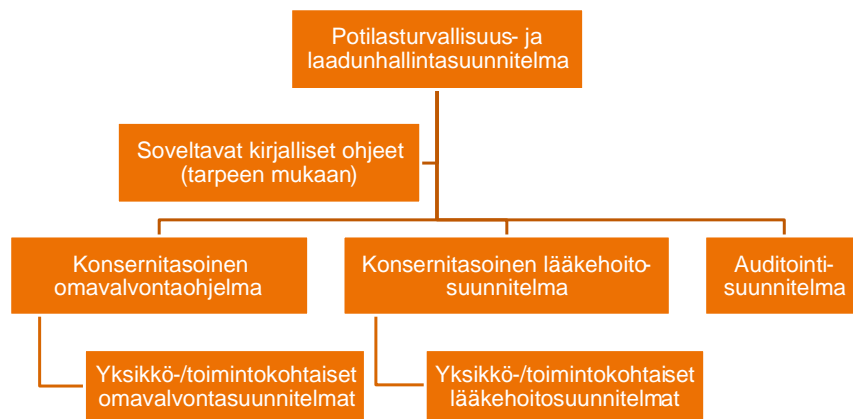 Potilasturvallisuus- ja
laadunhallintasuunnitelma
Soveltavat kirjalliset ohjeet
(tarpeen mukaan)
Konsernitasoinen
omavalvontaohjelma
Konsernitasoinen lääkehoito-
suunnitelma
Auditointi-
suunnitelma
Yksikkö-/toimintokohtaiset
omavalvontasuunnitelmat
Yksikkö-/toimintokohtaiset
lääkehoitosuunnitelmat